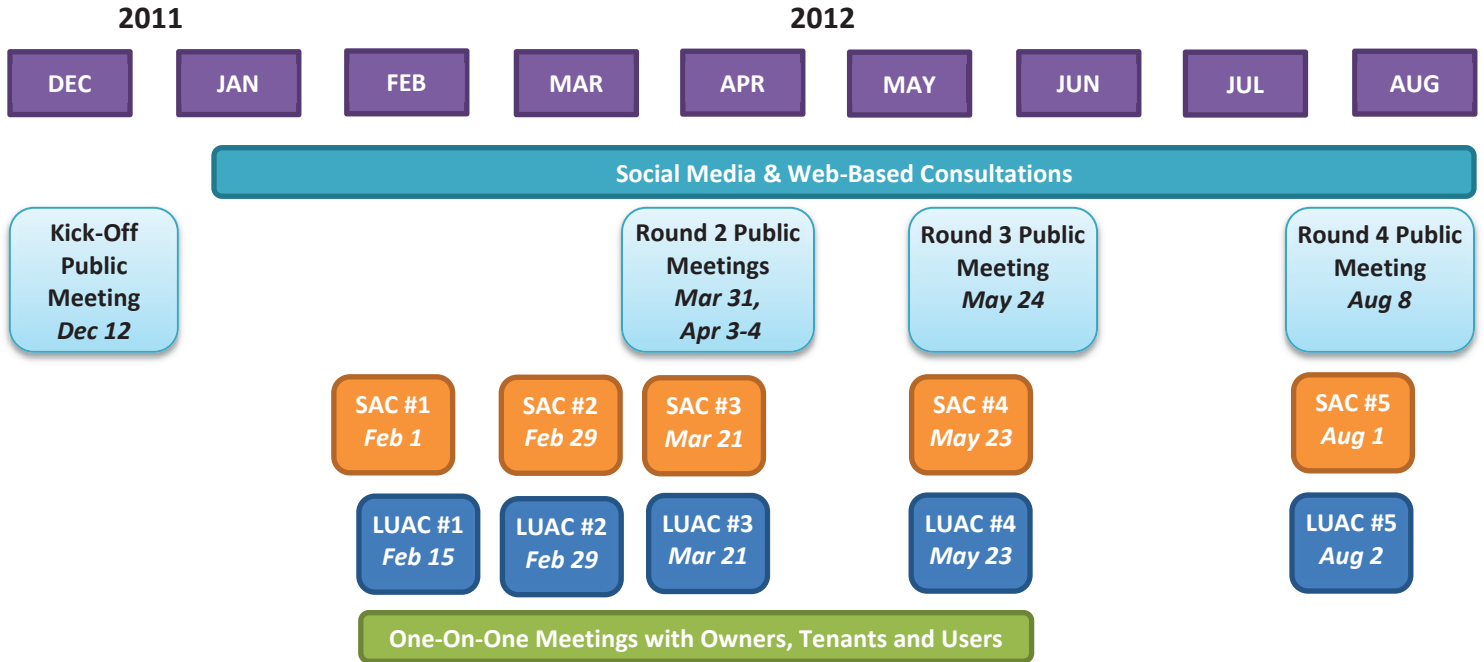 2011
2012
DEC
JAN
FEB
MAR
APR
MAY
JUN
JUL
AUG
Social Media & Web-Based Consultations
Kick-Off
Public
Meeting
Dec 12
Round 2 Public
Meetings
Mar 31,
Apr 3-4
Round 3 Public
Meeting
May 24
Round 4 Public
Meeting
Aug 8
SAC #1
Feb 1
SAC #2
Feb 29
SAC #3
Mar 21
SAC #4
May 23
SAC #5
Aug 1
LUAC #1
Feb 15
LUAC #2
Feb 29
LUAC #3
Mar 21
LUAC #4
May 23
LUAC #5
Aug 2
One-On-One Meetings with Owners, Tenants and Users